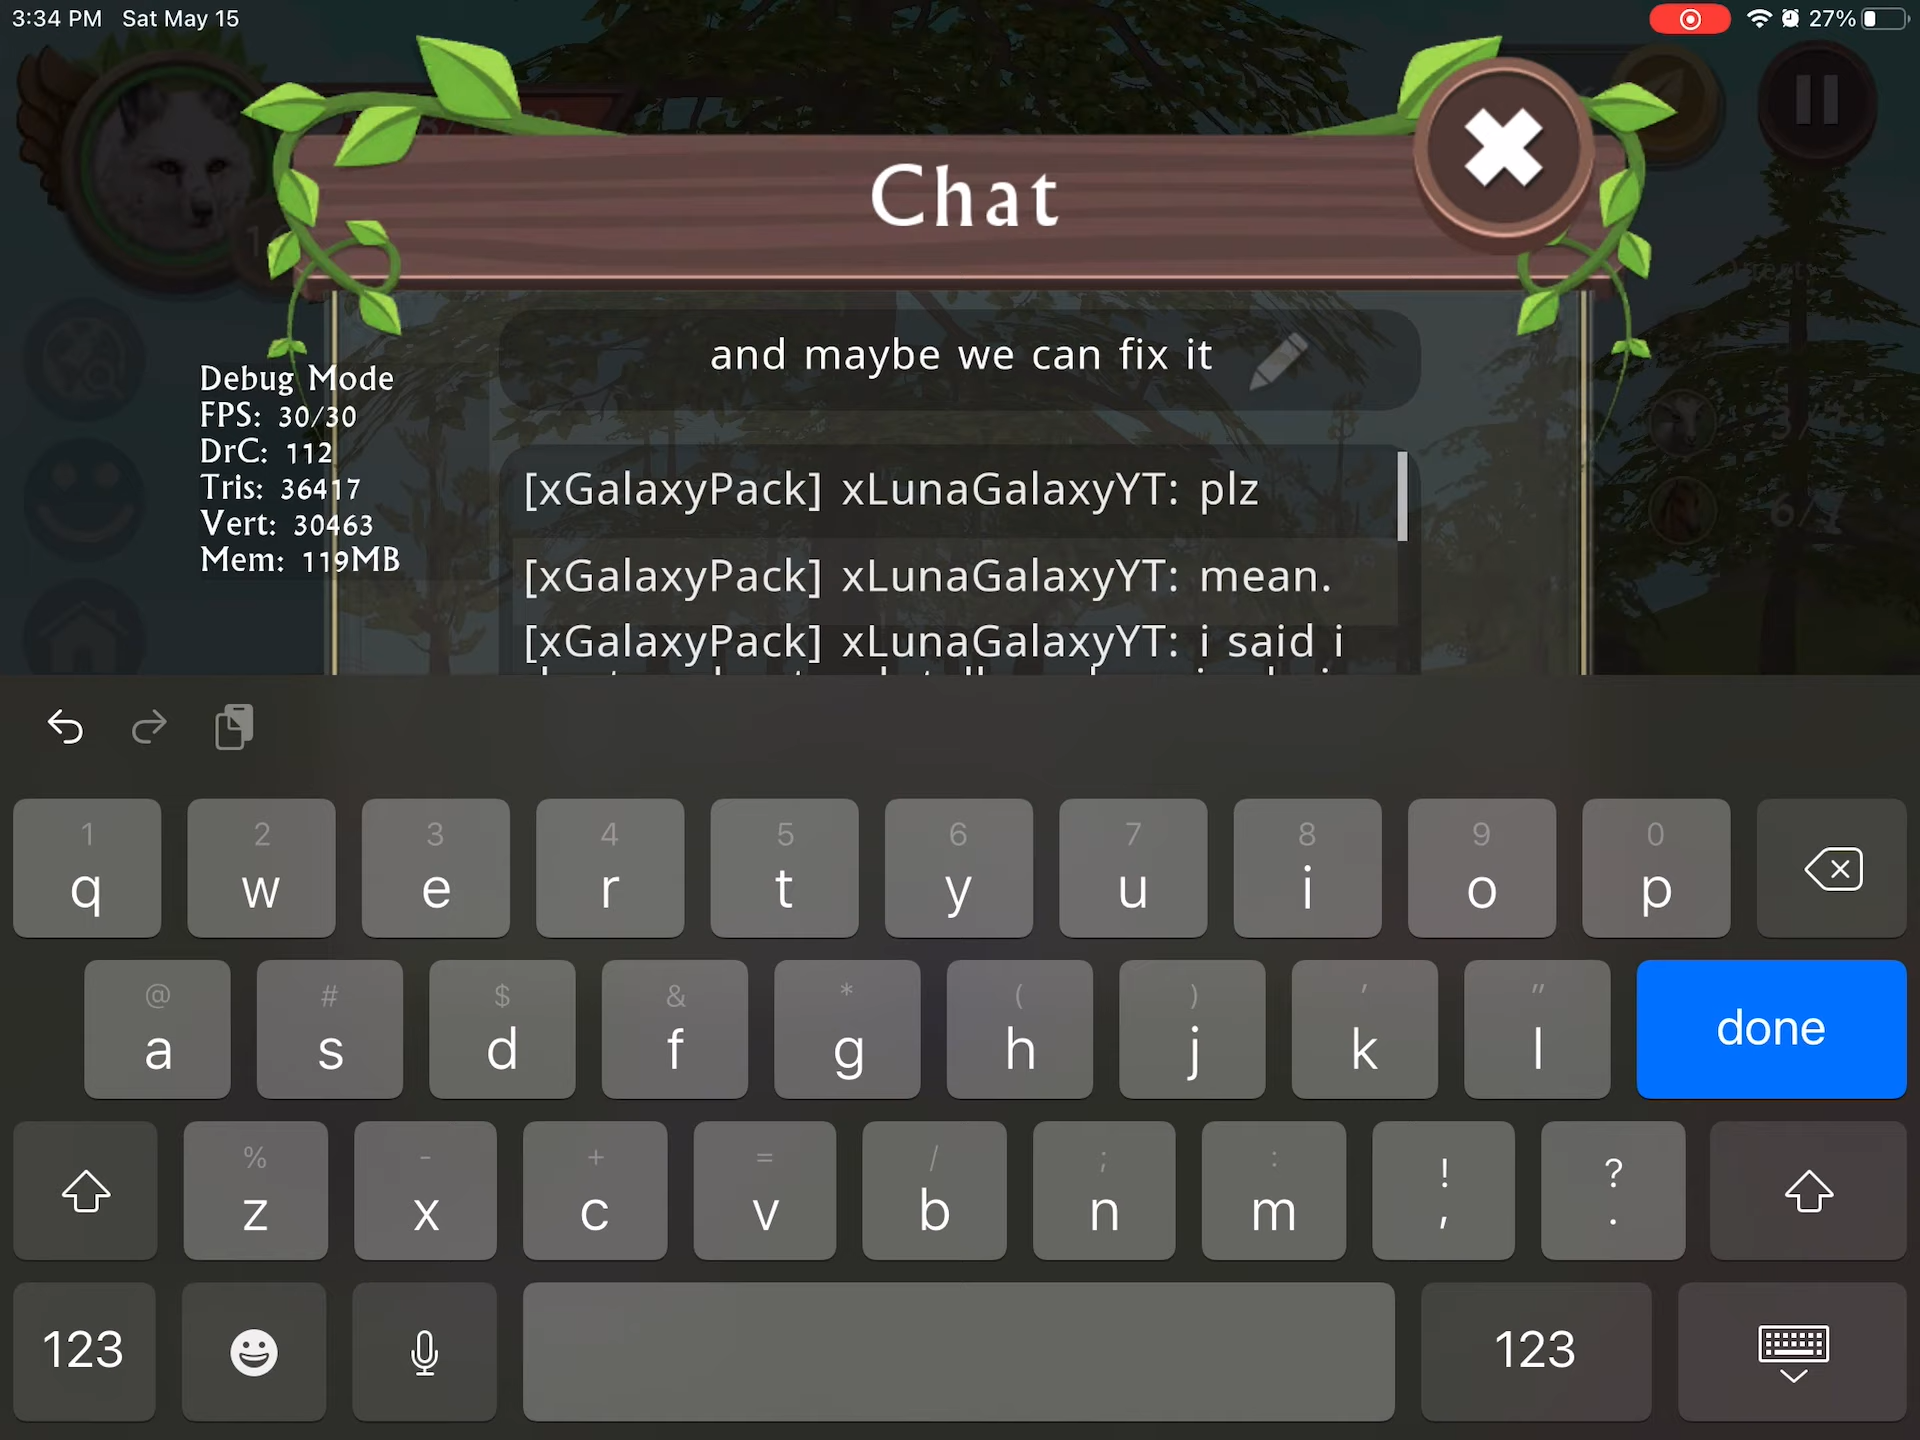 3:34 PM Sat May 15
27%
Chat
and maybe we can fix it
Debug Mode
FPS: 30/30
DrC: 112
Tris: 36417
Vert: 30463
Mem: 119MB
[xGalaxyPack] xLunaGalaxyYT: plz
[xGalaxyPack] xLunaGalaxyYT: mean.
[xGalaxyPack] xLunaGalaxyYT: i said i
1 2 3 4 5 6 7 8 9 0
q w e r t y u i o p
@ # $ & * ( ) ' "
a s d f g h j k l done
% - + = / ; : ! ?
z x c v b n m , .
123 123